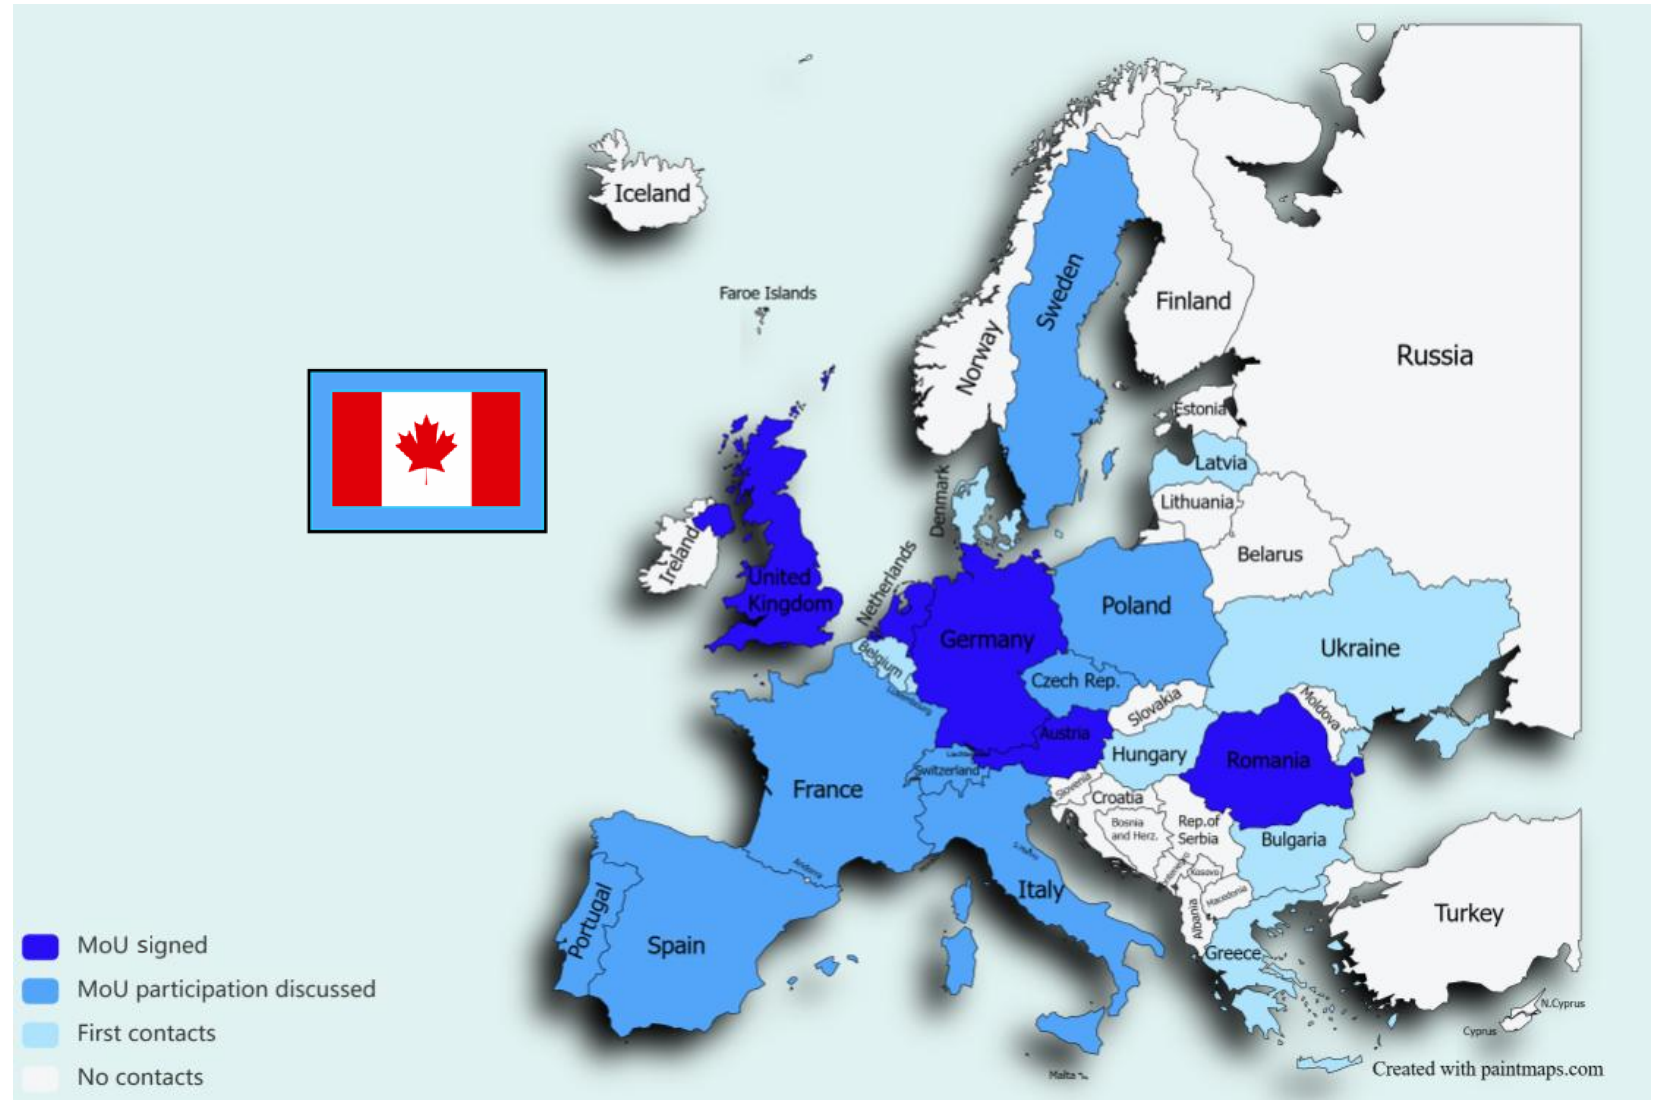 Iceland
Faroe Islands
Sweden
Finland
Norway
Russia
Estonia
Latvia
Denmark
Lithuania
Belarus
Ireland
United
Kingdom
Netherlands
Poland
Germany
Ukraine
Belgium
Luxembourg
Czech Rep.
Slovakia
Moldova
Austria
Hungary
Romania
Switzerland
France
Slovenia
Croatia
Bosnia
and Herz.
Rep.of
Serbia
Bulgaria
Andorra
Kosovo
Macedonia
Albania
Italy
Portugal
Spain
Greece
Turkey
N.Cyprus
Cyprus
Malta
MoU signed
MoU participation discussed
First contacts
No contacts
Created with paintmaps.com